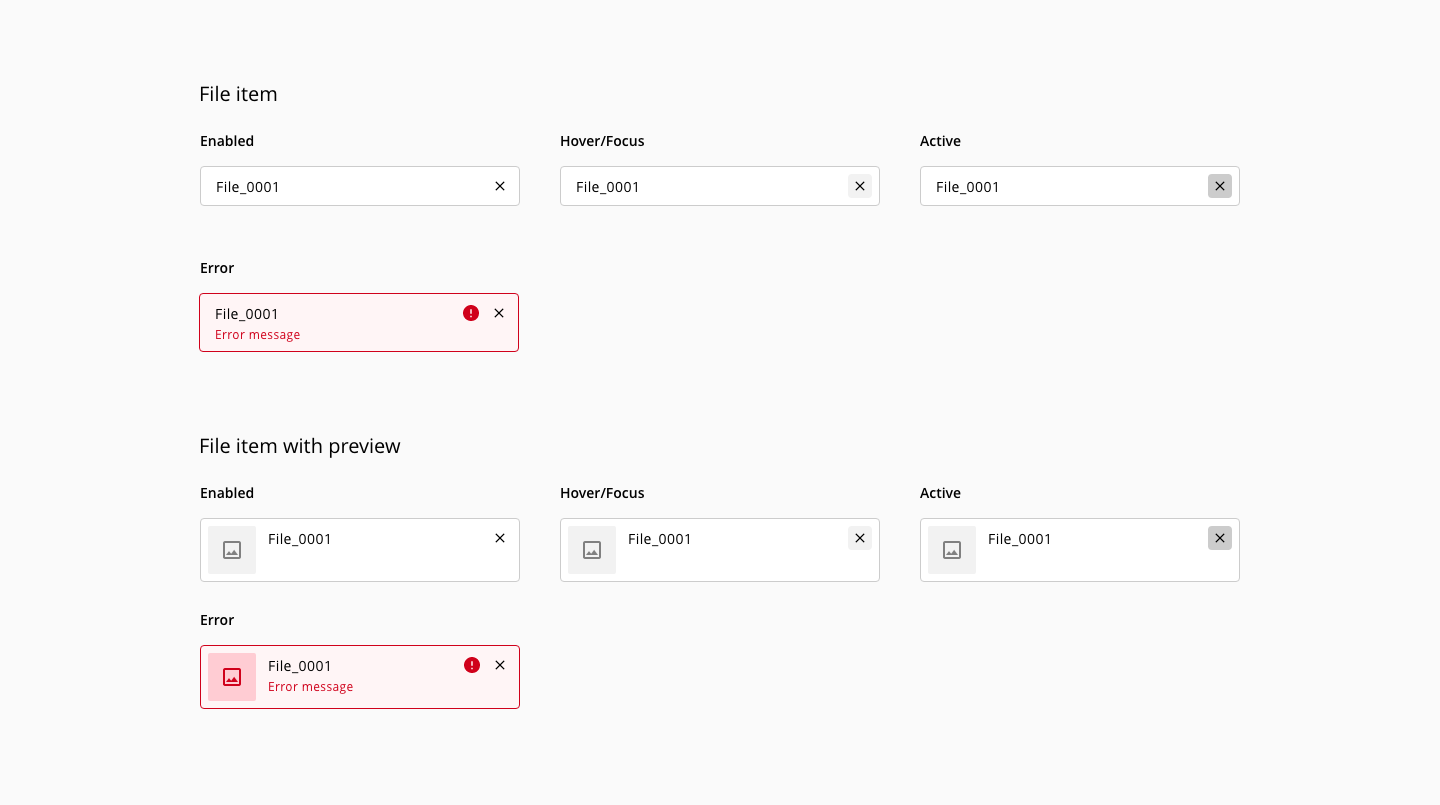 File item
Enabled
Hover/Focus
Active
File_0001
File_0001
File_0001
Error
File_0001
Error message
File item with preview
Enabled
Hover/Focus
Active
File_0001
File_0001
File_0001
Error
File_0001
Error message